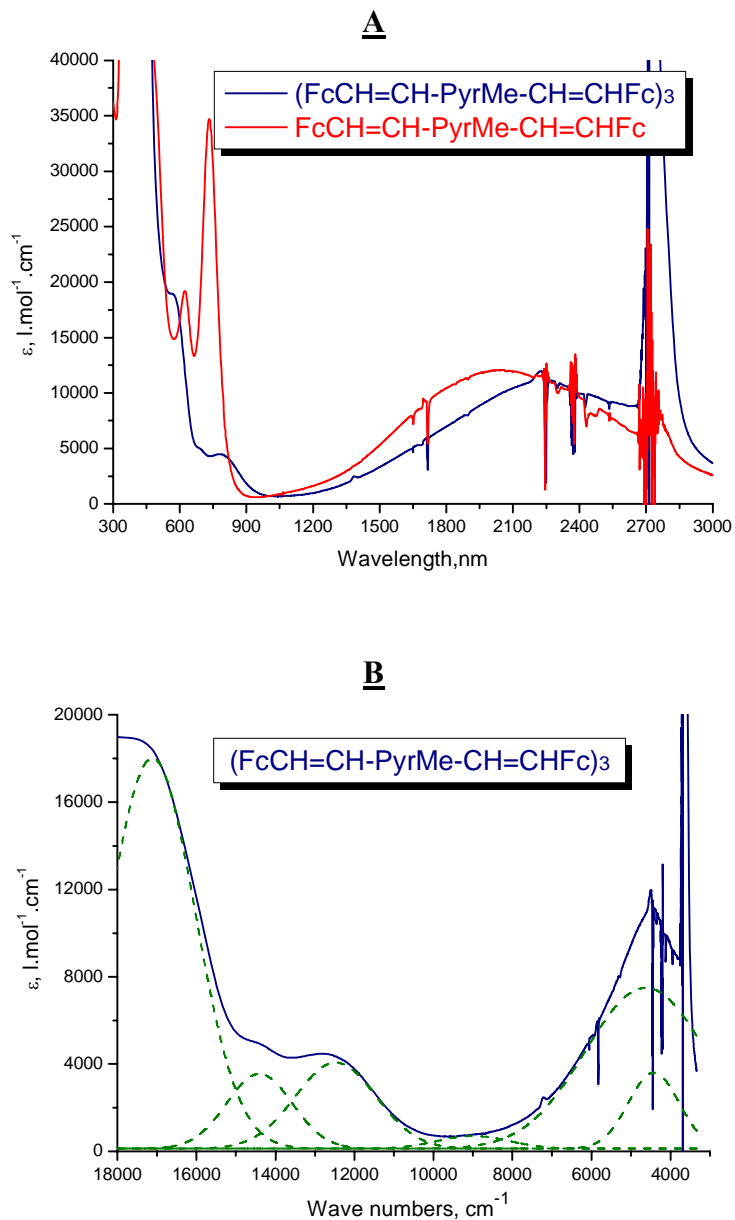 A
(FcCH=CH-PyrMe-CH=CHFc)3
FcCH=CH-PyrMe-CH=CHFc
ε, l.mol-1.cm-1
40000
35000
30000
25000
20000
15000
10000
5000
0
300 600 900 1200 1500 1800 2100 2400 2700 3000
Wavelength,nm
B
(FcCH=CH-PyrMe-CH=CHFc)3
ε, l.mol-1.cm-1
20000
16000
12000
8000
4000
0
18000 16000 14000 12000 10000 8000 6000 4000
Wave numbers, cm-1